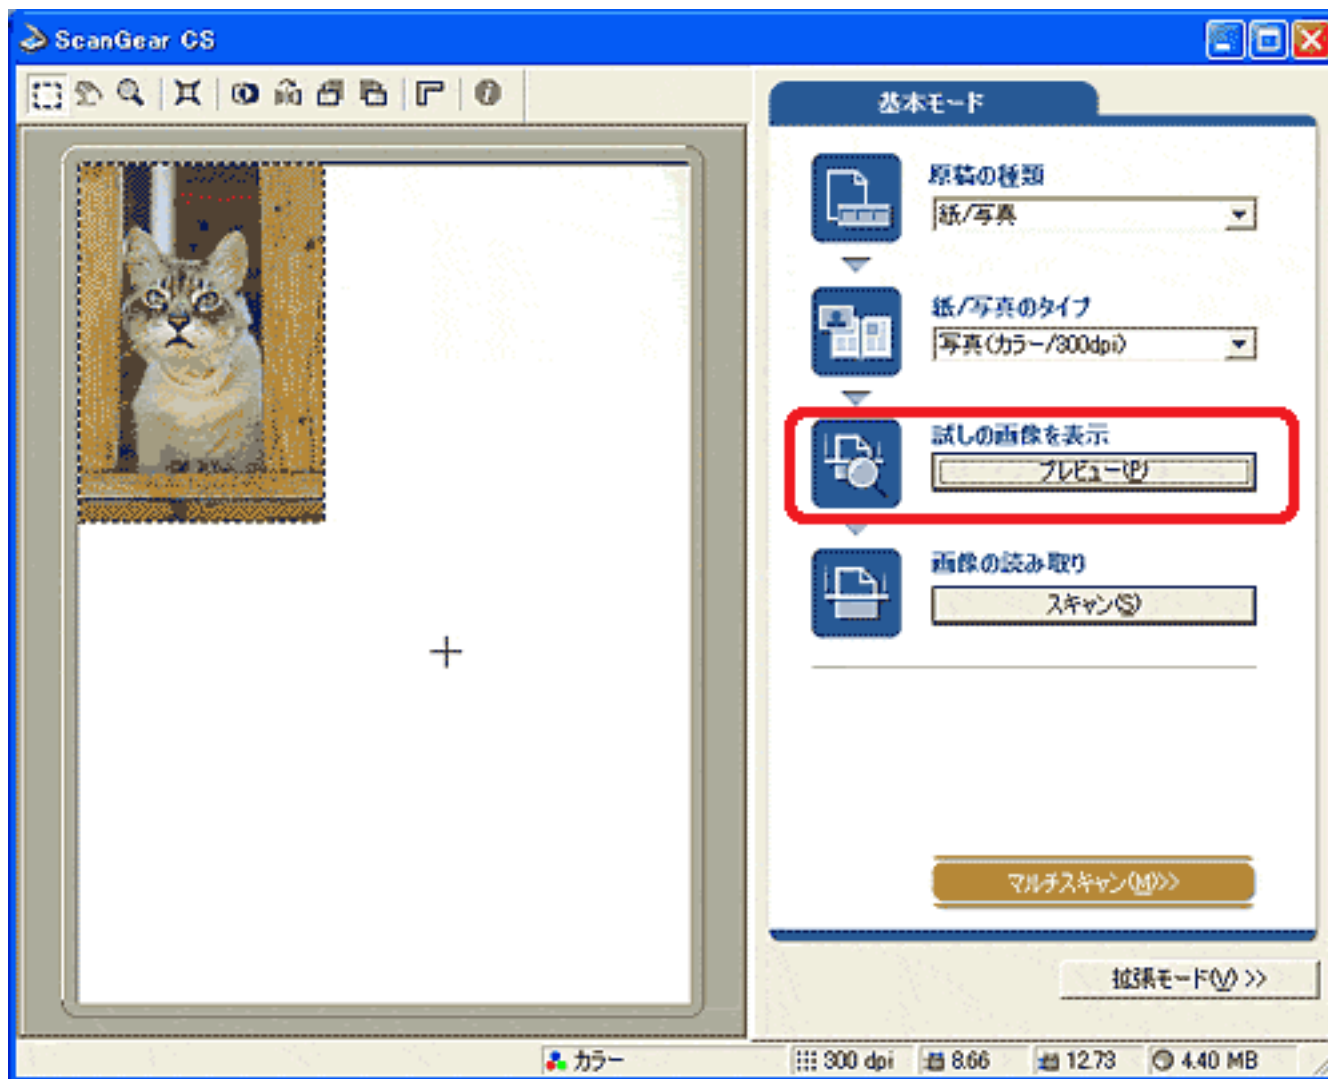 ScanGear CS
基本モード
原稿の種類
紙/写真
紙/写真のタイプ
写真(カラー/300dpi)
試しの画像を表示
プレビュー(P)
画像の読み取り
スキャン(S)
マルチスキャン(M)>>
拡張モード(V) >>
カラー
300 dpi
8.66
12.73
4.40 MB